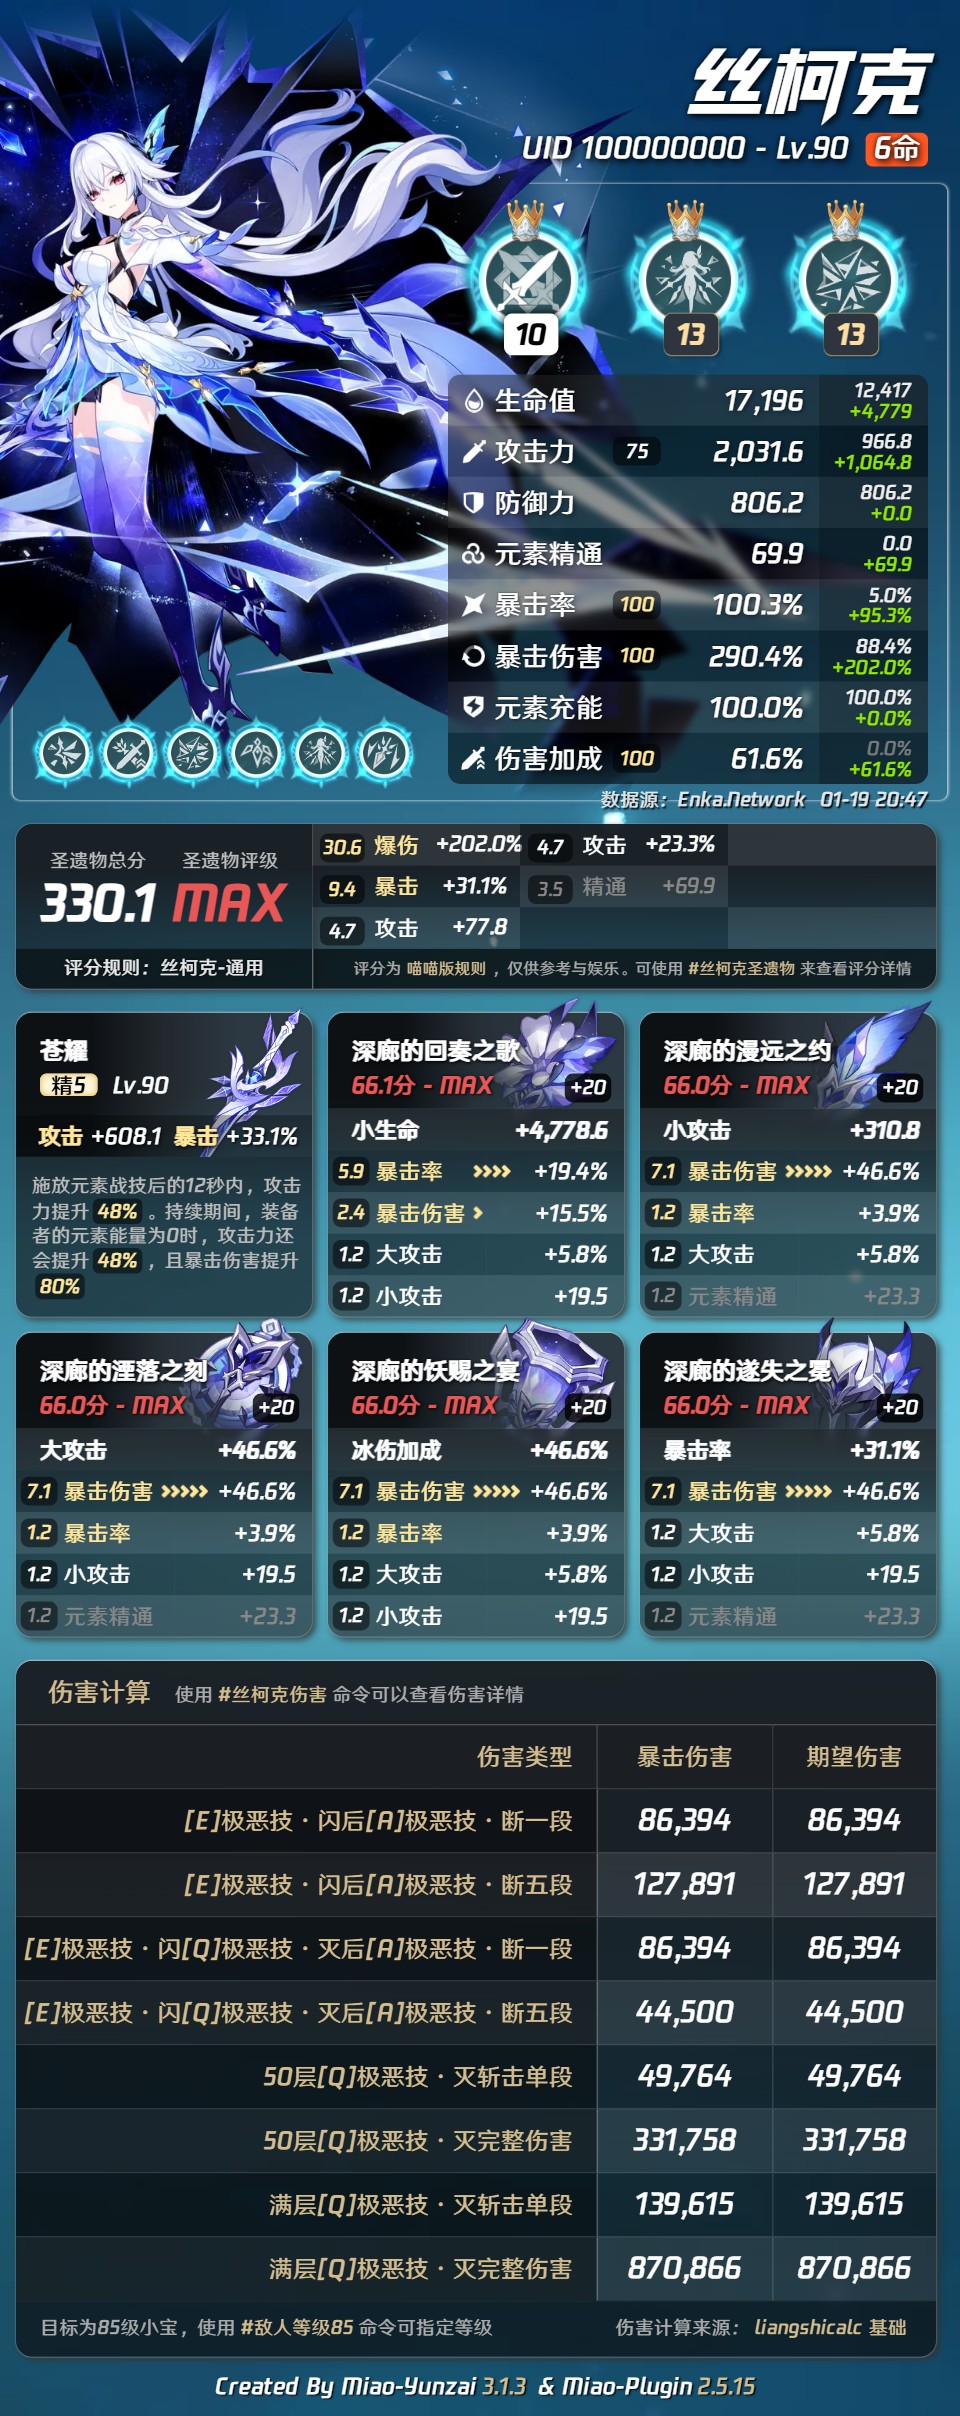 丝柯克
UID 100000000 - Lv.90 6命
10 13 13
生命值 17,196 12,417 +4,779
攻击力 75 2,031.6 966.8 +1,064.8
防御力 806.2 806.2 +0.0
元素精通 69.9 0.0 +69.9
暴击率 100 100.3% 5.0% +95.3%
暴击伤害 100 290.4% 88.4% +202.0%
元素充能 100.0% 100.0% +0.0%
伤害加成 100 61.6% 0.0% +61.6%
数据源：Enka.Network 01-19 20:47
圣遗物总分 圣遗物评级
330.1 MAX
评分规则：丝柯克-通用
30.6 爆伤 +202.0% 4.7 攻击 +23.3%
9.4 暴击 +31.1% 3.5 精通 +69.9
4.7 攻击 +77.8
评分为 喵喵版规则 ，仅供参考与娱乐。可使用 #丝柯克圣遗物 来查看评分详情
苍耀
精5 Lv.90
攻击 +608.1 暴击 +33.1%
施放元素战技后的12秒内，攻击
力提升 48% 。持续期间，装备
者的元素能量为0时，攻击力还
会提升 48% ，且暴击伤害提升
80%
深廊的回奏之歌
66.1分 - MAX +20
小生命 +4,778.6
5.9 暴击率 +19.4%
2.4 暴击伤害 +15.5%
1.2 大攻击 +5.8%
1.2 小攻击 +19.5
深廊的漫远之约
66.0分 - MAX +20
小攻击 +310.8
7.1 暴击伤害 +46.6%
1.2 暴击率 +3.9%
1.2 大攻击 +5.8%
1.2 元素精通 +23.3
深廊的湮落之刻
66.0分 - MAX +20
大攻击 +46.6%
7.1 暴击伤害 +46.6%
1.2 暴击率 +3.9%
1.2 小攻击 +19.5
1.2 元素精通 +23.3
深廊的饫赐之宴
66.0分 - MAX +20
冰伤加成 +46.6%
7.1 暴击伤害 +46.6%
1.2 暴击率 +3.9%
1.2 大攻击 +5.8%
1.2 小攻击 +19.5
深廊的遂失之冕
66.0分 - MAX +20
暴击率 +31.1%
7.1 暴击伤害 +46.6%
1.2 大攻击 +5.8%
1.2 小攻击 +19.5
1.2 元素精通 +23.3
伤害计算 使用 #丝柯克伤害 命令可以查看伤害详情
伤害类型 暴击伤害 期望伤害
[E]极恶技・闪后[A]极恶技・断一段 86,394 86,394
[E]极恶技・闪后[A]极恶技・断五段 127,891 127,891
[E]极恶技・闪[Q]极恶技・灭后[A]极恶技・断一段 86,394 86,394
[E]极恶技・闪[Q]极恶技・灭后[A]极恶技・断五段 44,500 44,500
50层[Q]极恶技・灭斩击单段 49,764 49,764
50层[Q]极恶技・灭完整伤害 331,758 331,758
满层[Q]极恶技・灭斩击单段 139,615 139,615
满层[Q]极恶技・灭完整伤害 870,866 870,866
目标为85级小宝，使用 #敌人等级85 命令可指定等级 伤害计算来源： liangshicalc 基础
Created By Miao-Yunzai 3.1.3 & Miao-Plugin 2.5.15